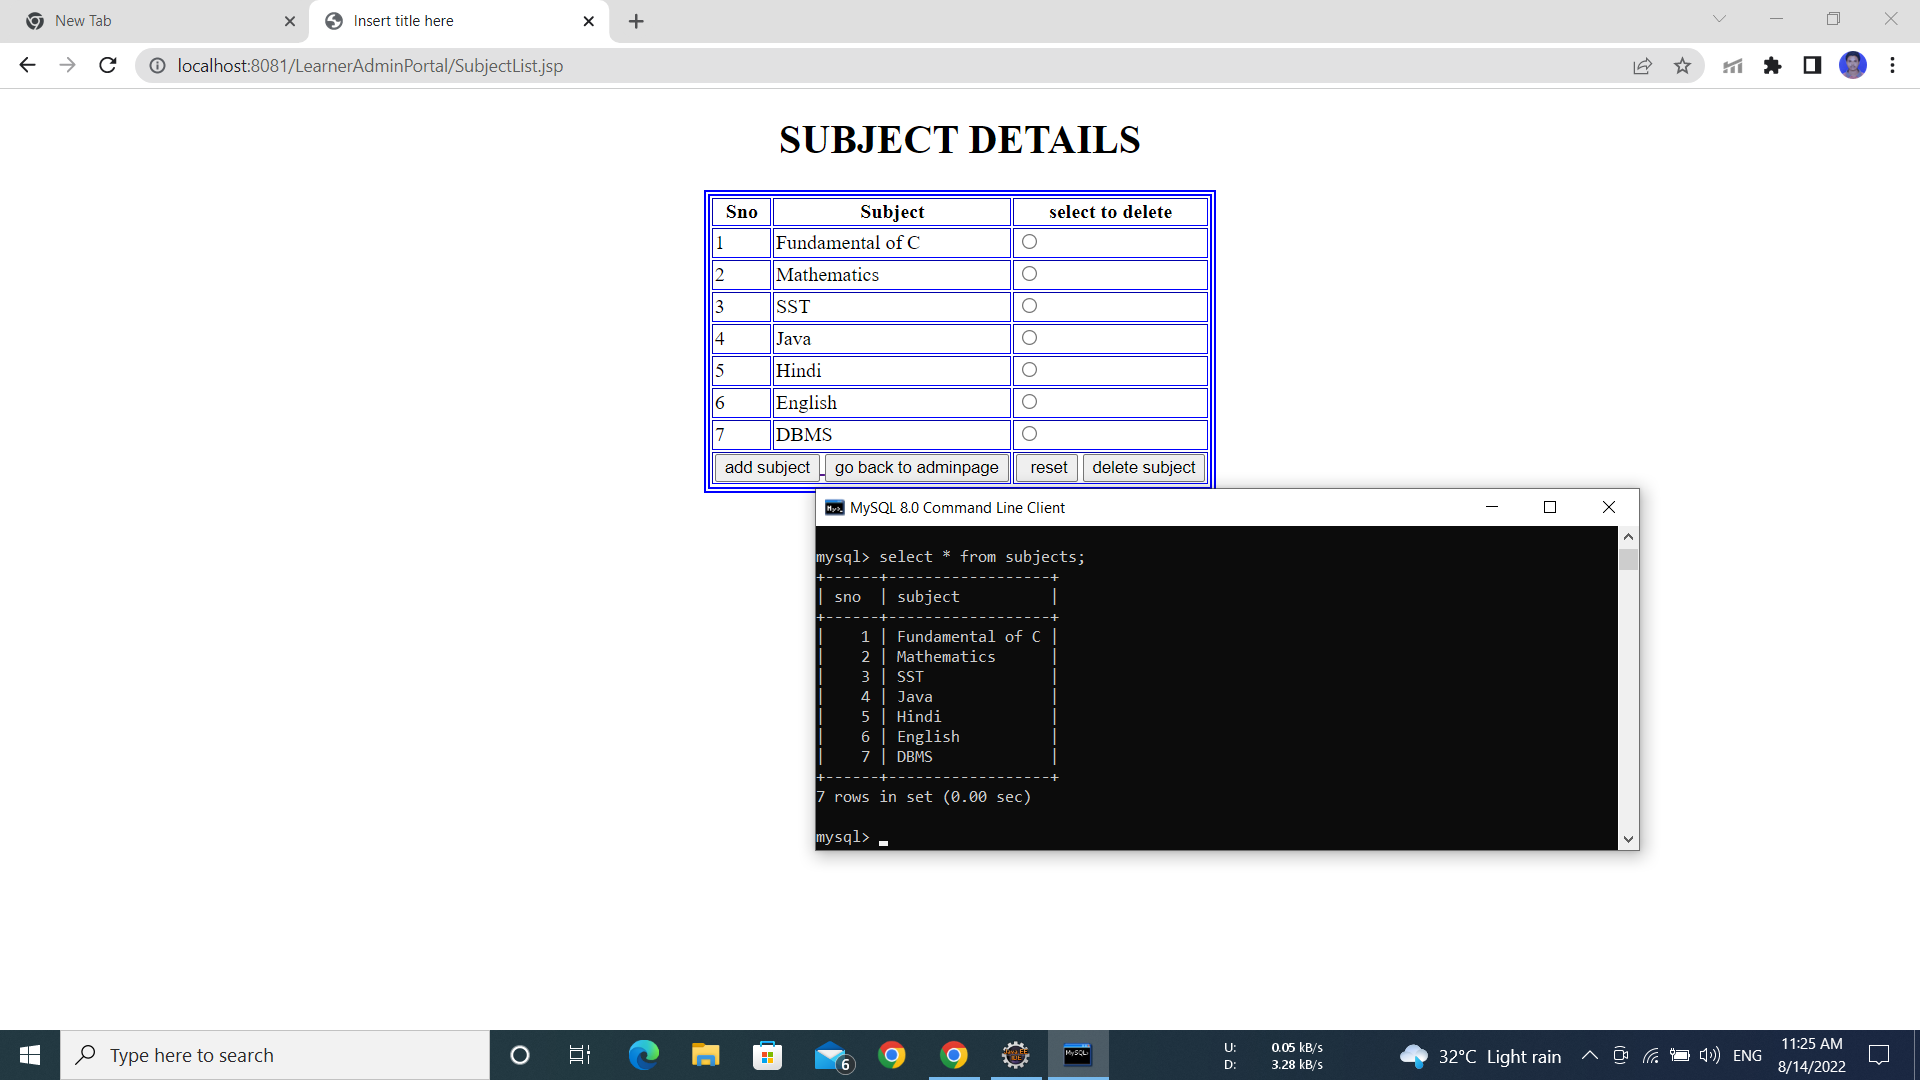 New Tab
Insert title here
localhost:8081/LearnerAdminPortal/SubjectList.jsp
SUBJECT DETAILS
Sno Subject select to delete
1 Fundamental of C
2 Mathematics
3 SST
4 Java
5 Hindi
6 English
7 DBMS
add subject go back to adminpage reset delete subject
MySQL 8.0 Command Line Client
mysql> select * from subjects;
+------+------------------+
| sno | subject |
+------+------------------+
| 1 | Fundamental of C |
| 2 | Mathematics |
| 3 | SST |
| 4 | Java |
| 5 | Hindi |
| 6 | English |
| 7 | DBMS |
+------+------------------+
7 rows in set (0.00 sec)
mysql>
Type here to search
6
MySQL
U: 0.05 kB/s
D: 3.28 kB/s
32°C Light rain
ENG
11:25 AM
8/14/2022